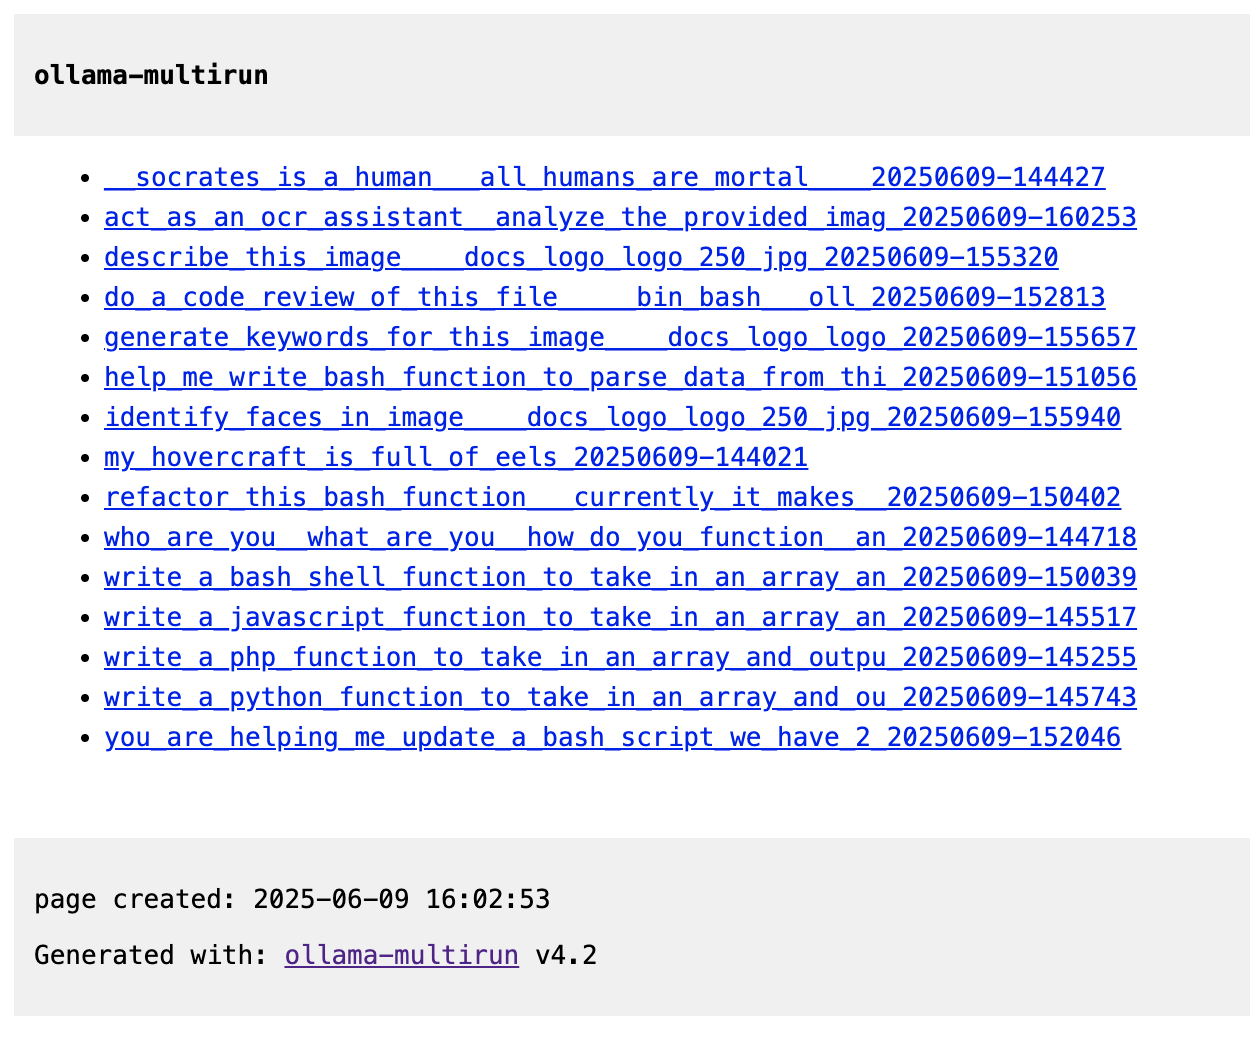 ollama-multirun
__socrates_is_a_human___all_humans_are_mortal____20250609-144427
act_as_an_ocr_assistant__analyze_the_provided_imag_20250609-160253
describe_this_image____docs_logo_logo_250_jpg_20250609-155320
do_a_code_review_of_this_file_____bin_bash___oll_20250609-152813
generate_keywords_for_this_image____docs_logo_logo_20250609-155657
help_me_write_bash_function_to_parse_data_from_thi_20250609-151056
identify_faces_in_image____docs_logo_logo_250_jpg_20250609-155940
my_hovercraft_is_full_of_eels_20250609-144021
refactor_this_bash_function___currently_it_makes__20250609-150402
who_are_you__what_are_you__how_do_you_function__an_20250609-144718
write_a_bash_shell_function_to_take_in_an_array_an_20250609-150039
write_a_javascript_function_to_take_in_an_array_an_20250609-145517
write_a_php_function_to_take_in_an_array_and_outpu_20250609-145255
write_a_python_function_to_take_in_an_array_and_ou_20250609-145743
you_are_helping_me_update_a_bash_script_we_have_2_20250609-152046
page created: 2025-06-09 16:02:53
Generated with: ollama-multirun v4.2